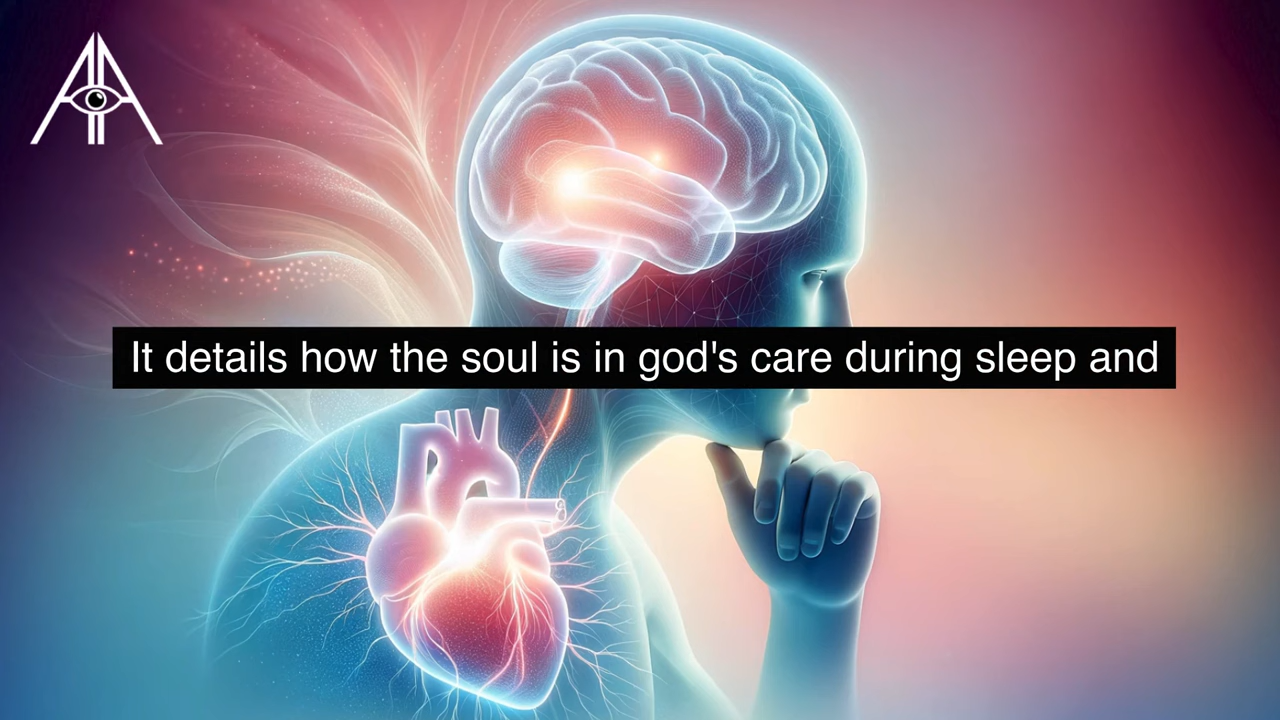 It details how the soul is in god's care during sleep and